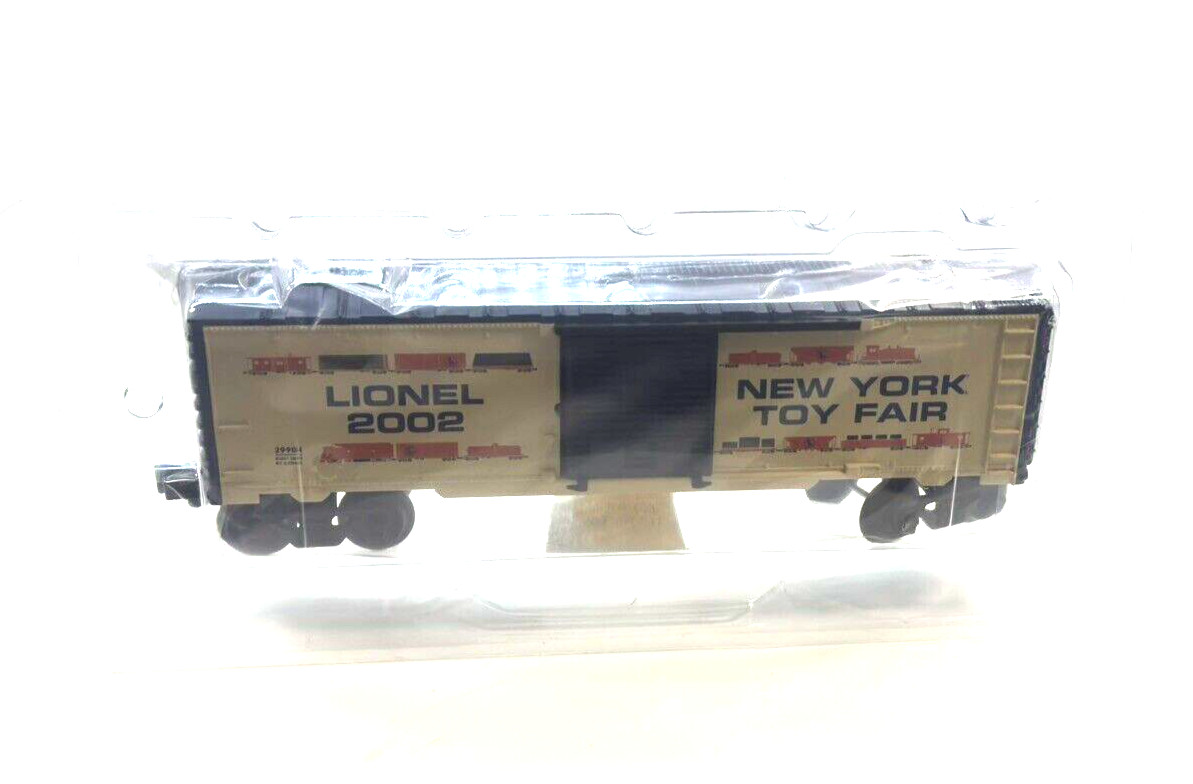 LIONEL
2002
NEW YORK
TOY FAIR